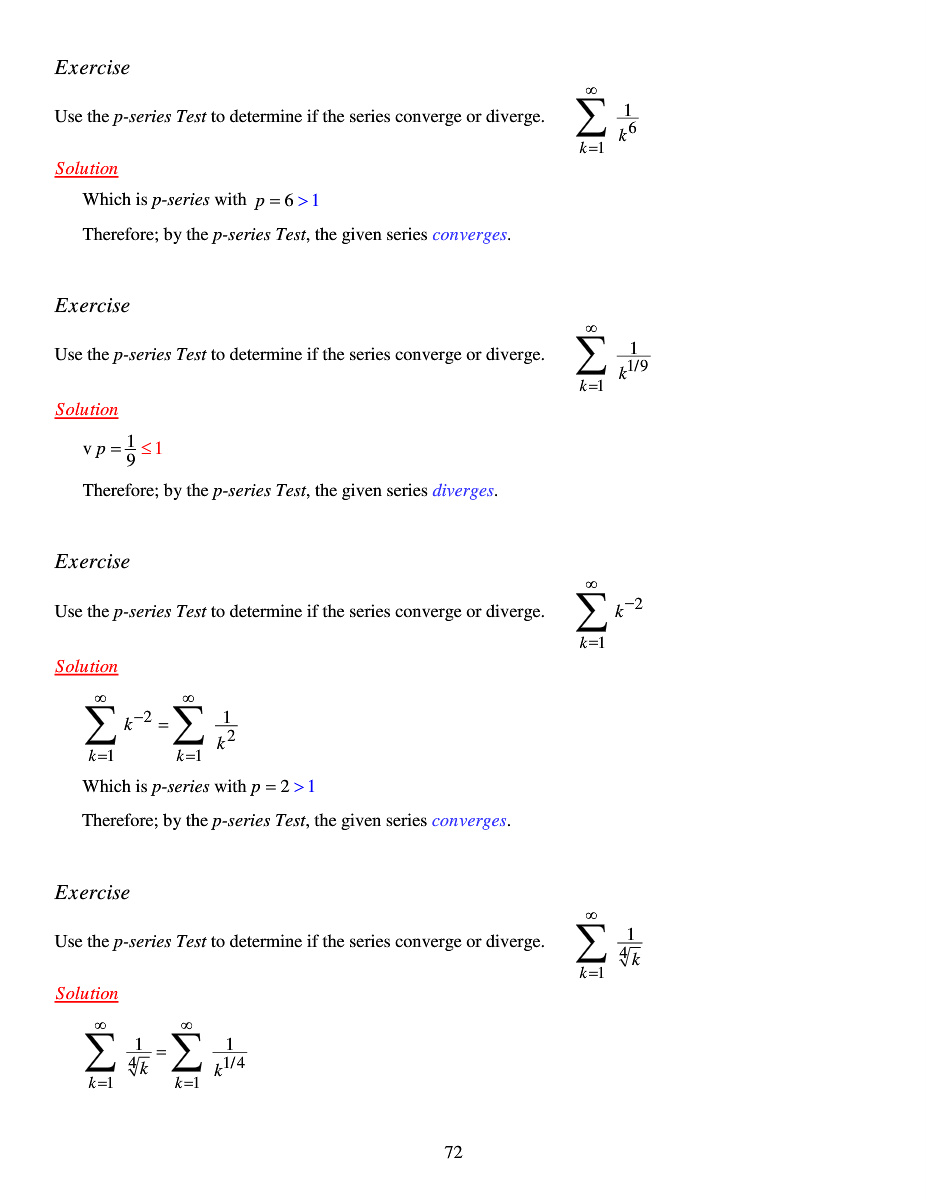 Exercise
Use the p-series Test to determine if the series converge or diverge. $\sum_{k=1}^{\infty} \frac{1}{k^{6}}$
Solution
Which is p-series with $p = 6 > 1$
Therefore; by the p-series Test, the given series converges.
Exercise
Use the p-series Test to determine if the series converge or diverge. $\sum_{k=1}^{\infty} \frac{1}{k^{1/9}}$
Solution
v $p = \frac{1}{9} \leq 1$
Therefore; by the p-series Test, the given series diverges.
Exercise
Use the p-series Test to determine if the series converge or diverge. $\sum_{k=1}^{\infty} k^{-2}$
Solution
$\sum_{k=1}^{\infty} k^{-2} = \sum_{k=1}^{\infty} \frac{1}{k^{2}}$
Which is p-series with $p = 2 > 1$
Therefore; by the p-series Test, the given series converges.
Exercise
Use the p-series Test to determine if the series converge or diverge. $\sum_{k=1}^{\infty} \frac{1}{\sqrt[4]{k}}$
Solution
$\sum_{k=1}^{\infty} \frac{1}{\sqrt[4]{k}} = \sum_{k=1}^{\infty} \frac{1}{k^{1/4}}$
72